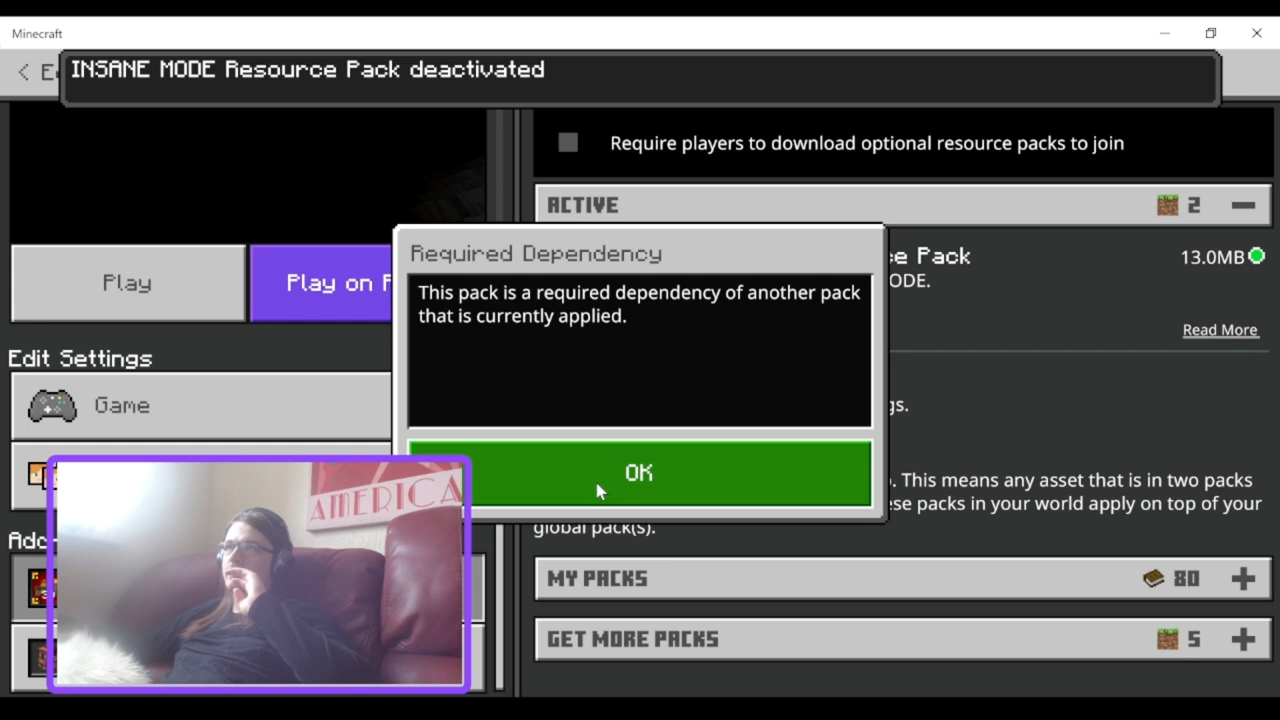 Minecraft
INSANE MODE Resource Pack deactivated
Require players to download optional resource packs to join
ACTIVE 2
Play
Play on
Required Dependency
This pack is a required dependency of another pack
that is currently applied.
OK
Pack 13.0MB
ODE.
Read More
Edit Settings
Game
gs.
. This means any asset that is in two packs
ese packs in your world apply on top of your
global pack(s).
AMERICA
MY PACKS 80
GET MORE PACKS 5